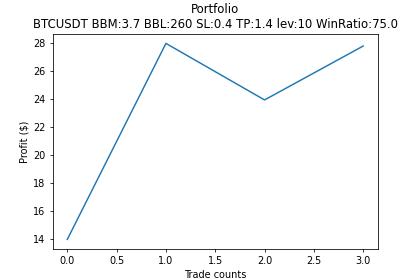 Portfolio
BTCUSDT BBM:3.7 BBL:260 SL:0.4 TP:1.4 lev:10 WinRatio:75.0
28
26
24
22
20
18
16
14
Profit ($)
0.0 0.5 1.0 1.5 2.0 2.5 3.0
Trade counts